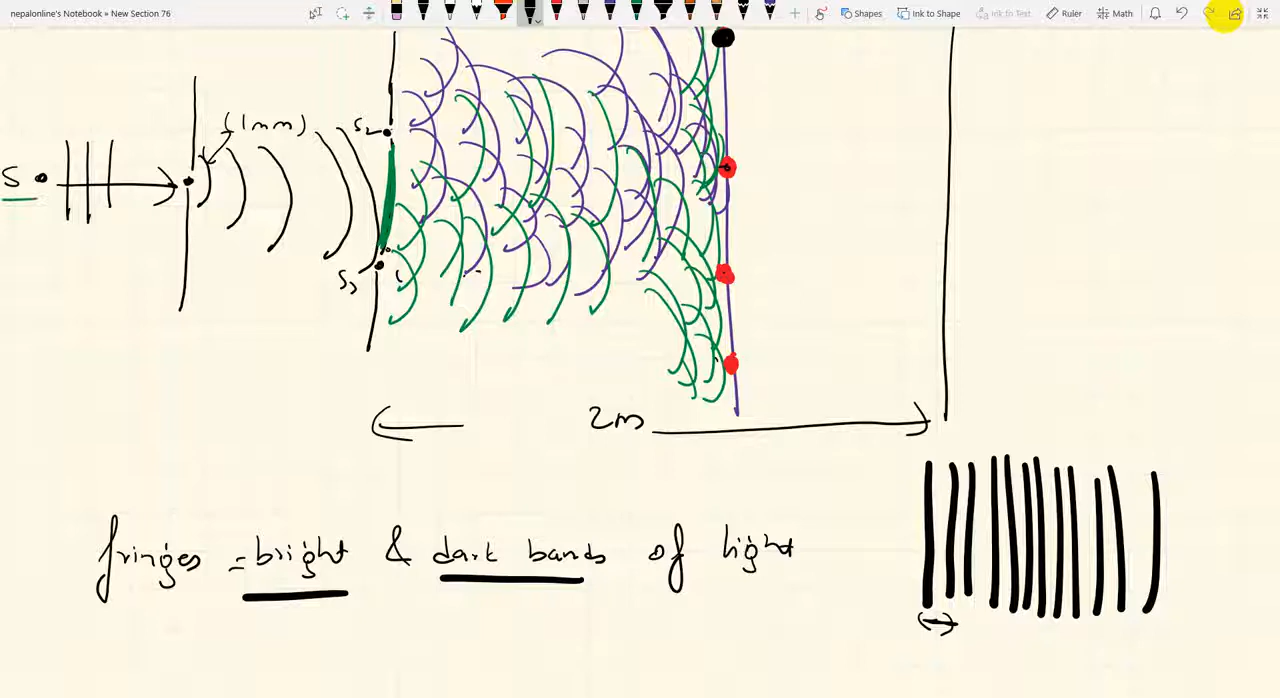 nepalonline's Notebook » New Section 76
Shapes
Ink to Shape
Ink to Text
Ruler
Math
(1mm)
S2
S
S
2m
fringes = bright & dark bands of light